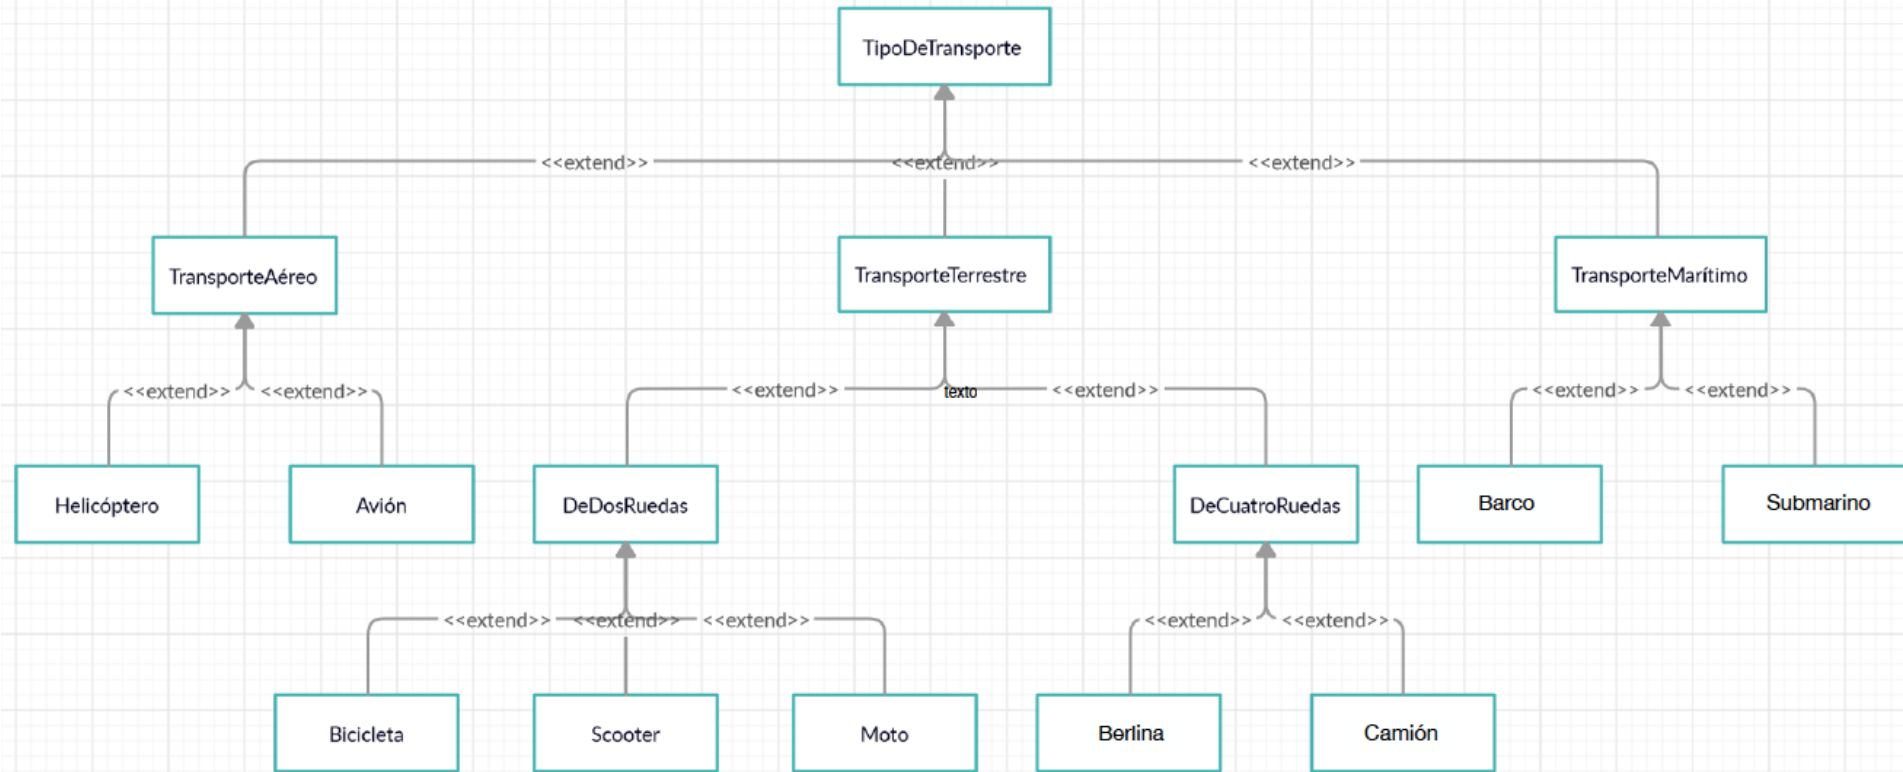 TipoDeTransporte
<<extend>> <<extend>> <<extend>>
TransporteAéreo TransporteTerrestre TransporteMarítimo
<<extend>> <<extend>> <<extend>> texto <<extend>> <<extend>> <<extend>>
Helicóptero Avión DeDosRuedas DeCuatroRuedas Barco Submarino
<<extend>> <<extend>> <<extend>> <<extend>> <<extend>>
Bicicleta Scooter Moto Berlina Camión